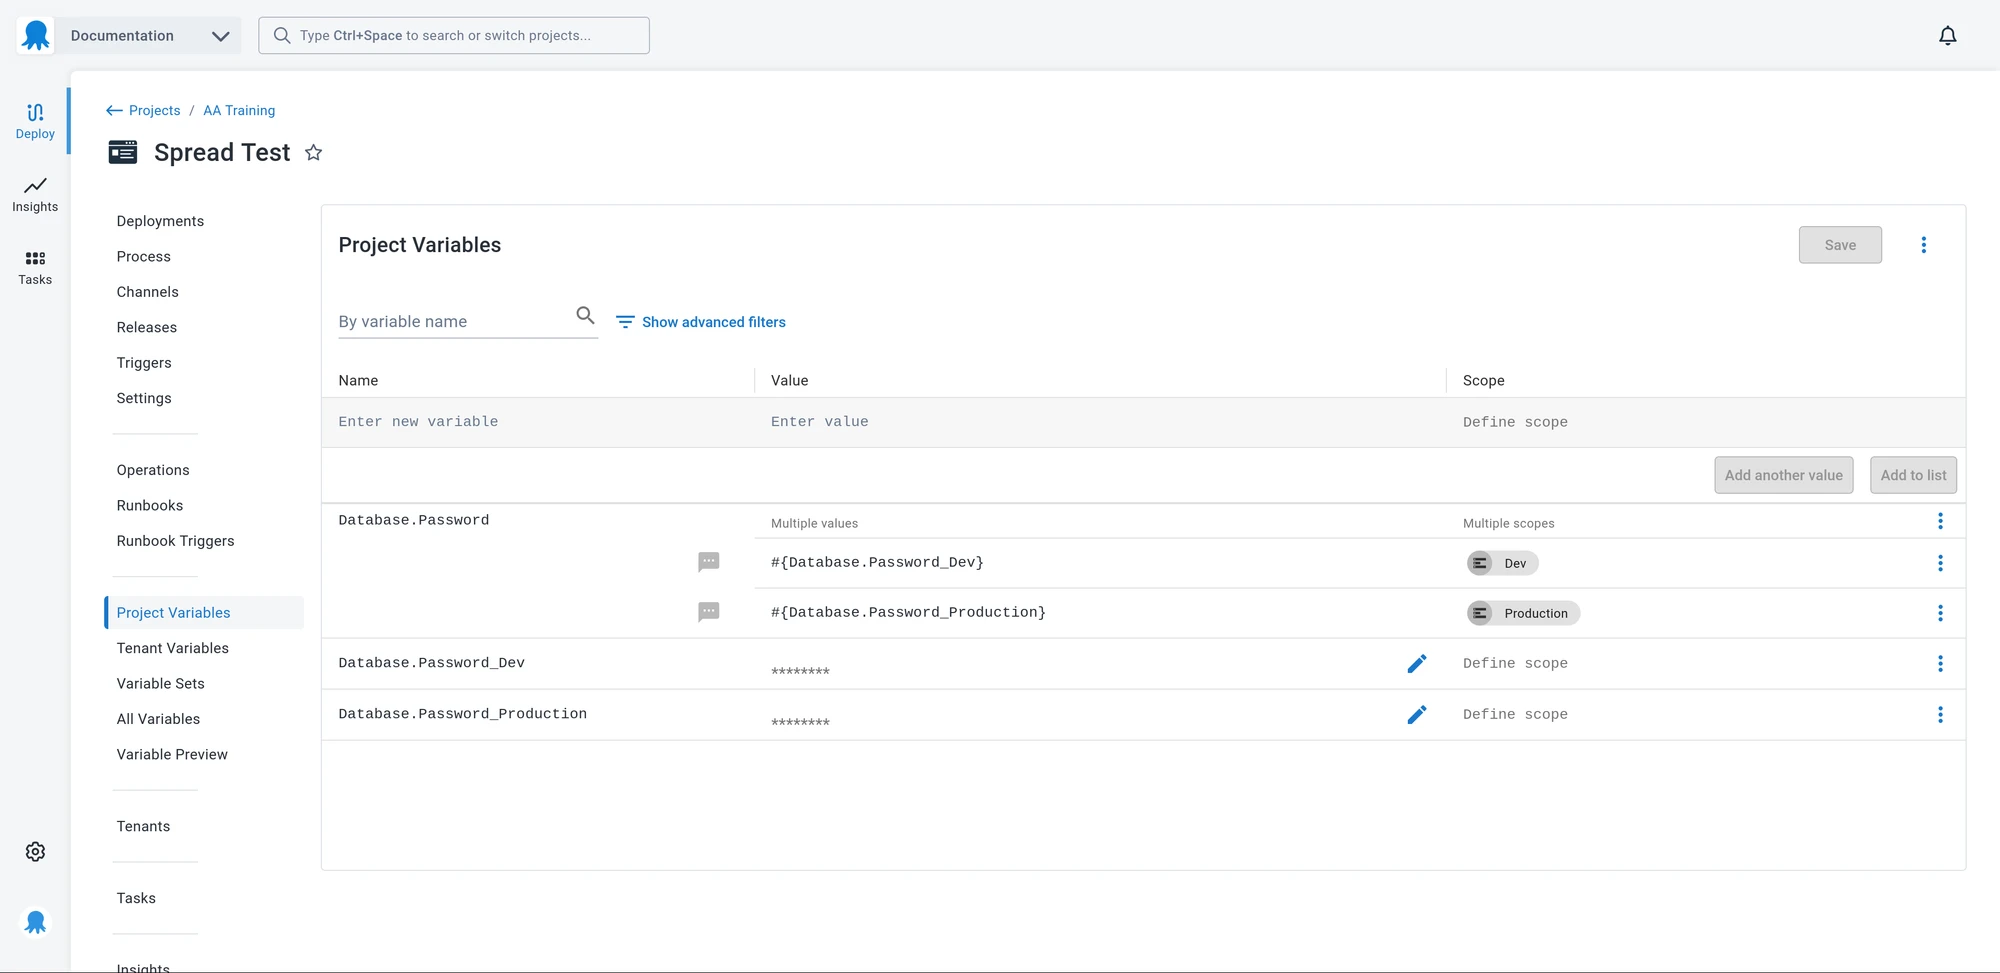 Documentation
Type Ctrl+Space to search or switch projects...
Deploy
Insights
Tasks
Projects / AA Training
Spread Test
Deployments
Process
Channels
Releases
Triggers
Settings
Operations
Runbooks
Runbook Triggers
Project Variables
Tenant Variables
Variable Sets
All Variables
Variable Preview
Tenants
Tasks
Insights
Project Variables
Save
By variable name
Show advanced filters
Name Value Scope
Enter new variable Enter value Define scope
Add another value Add to list
Database.Password Multiple values Multiple scopes
#{Database.Password_Dev} Dev
#{Database.Password_Production} Production
Database.Password_Dev ******** Define scope
Database.Password_Production ******** Define scope